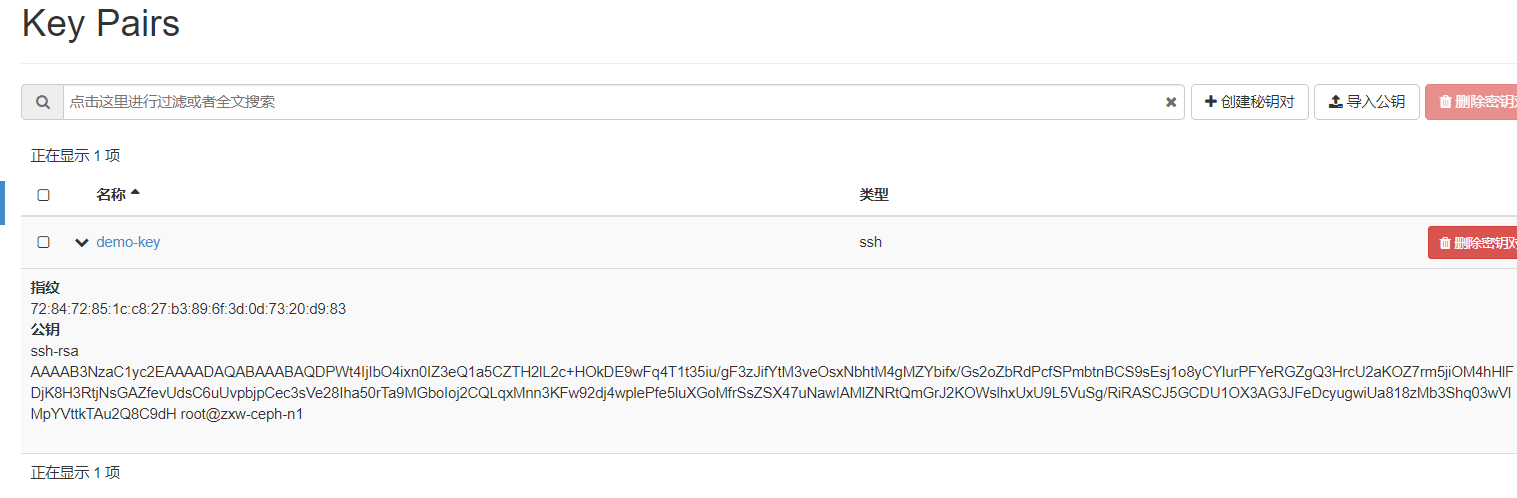 Key Pairs
点击这里进行过滤或者全文搜索
创建秘钥对
导入公钥
删除密钥对
正在显示 1 项
名称
类型
demo-key
ssh
删除密钥对
指纹
72:84:72:85:1c:c8:27:b3:89:6f:3d:0d:73:20:d9:83
公钥
ssh-rsa
AAAAB3NzaC1yc2EAAAADAQABAAABAQDPWt4IjIbO4ixn0IZ3eQ1a5CZTH2lL2c+HOkDE9wFq4T1t35iu/gF3zJifYtM3veOsxNbhtM4gMZYbifx/Gs2oZbRdPcfSPmbtnBCS9sEsj1o8yCYlurPFYeRGZgQ3HrcU2aKOZ7rm5jiOM4hHlF
DjK8H3RtjNsGAZfevUdsC6uUvpbjpCec3sVe28Iha50rTa9MGboIoj2CQLqxMnn3KFw92dj4wplePfe5luXGoMfrSsZSX47uNawIAMlZNRtQmGrJ2KOWslhxUxU9L5VuSg/RiRASCJ5GCDU1OX3AG3JFeDcyugwiUa818zMb3Shq03wVl
MpYVttkTAu2Q8C9dH root@zxw-ceph-n1
正在显示 1 项